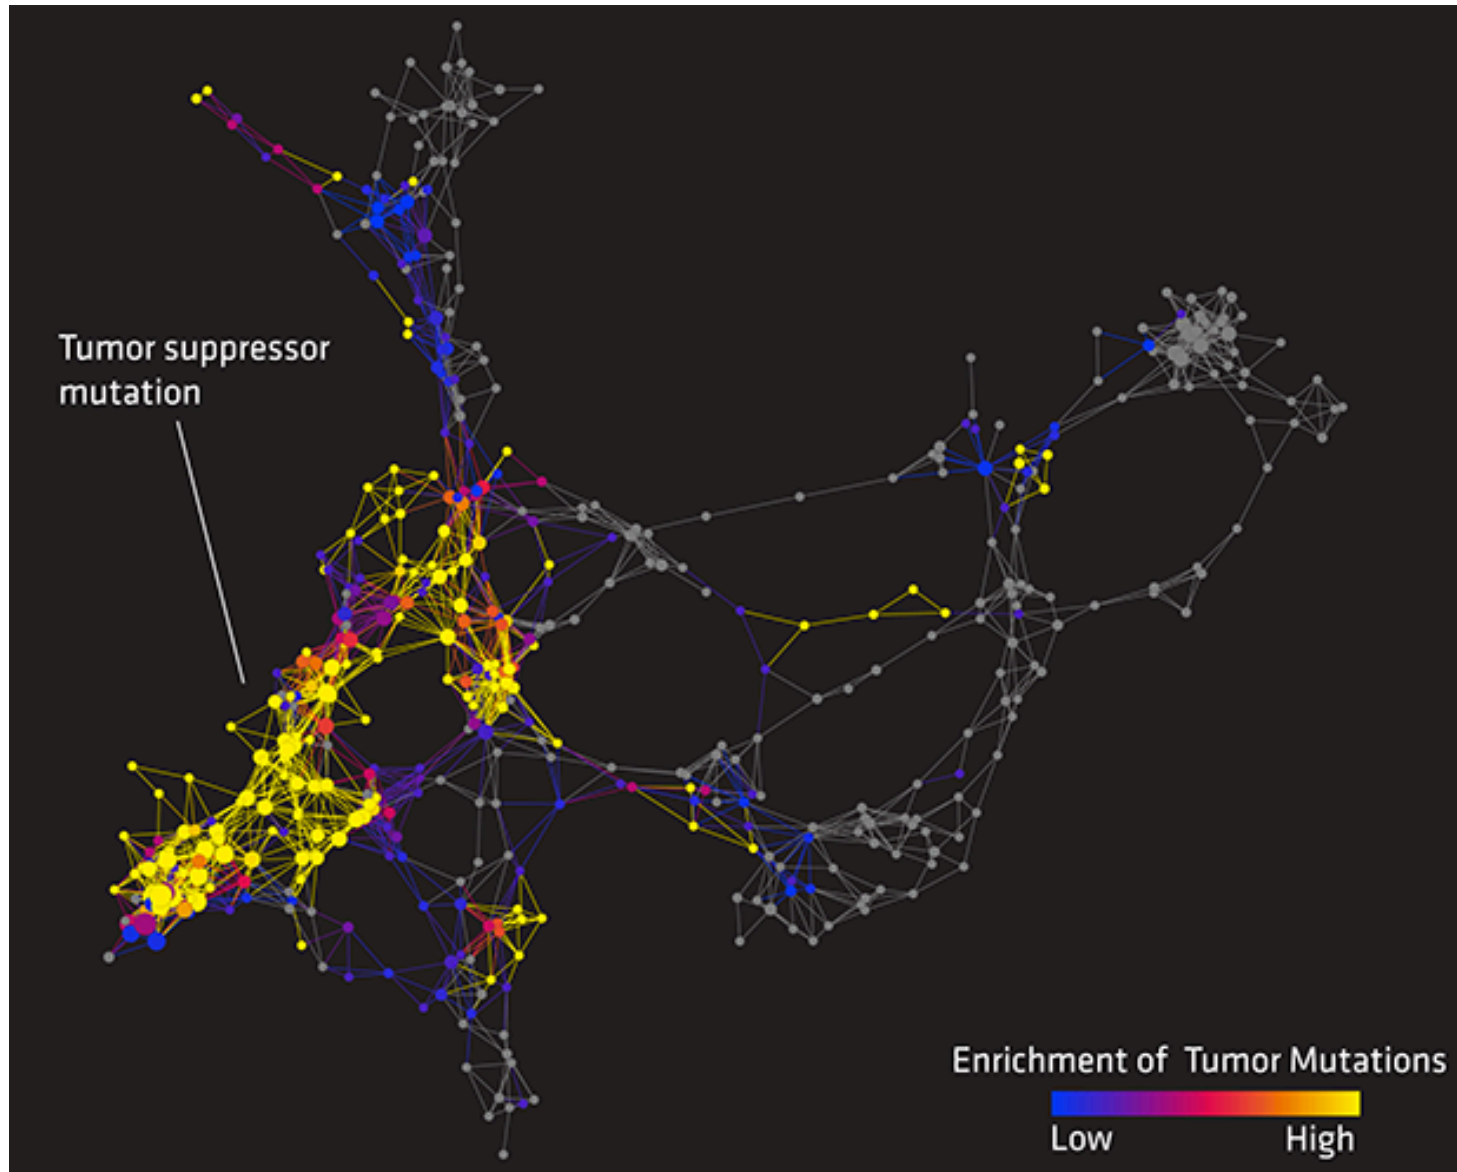 Tumor suppressor
mutation
Enrichment of Tumor Mutations
Low High